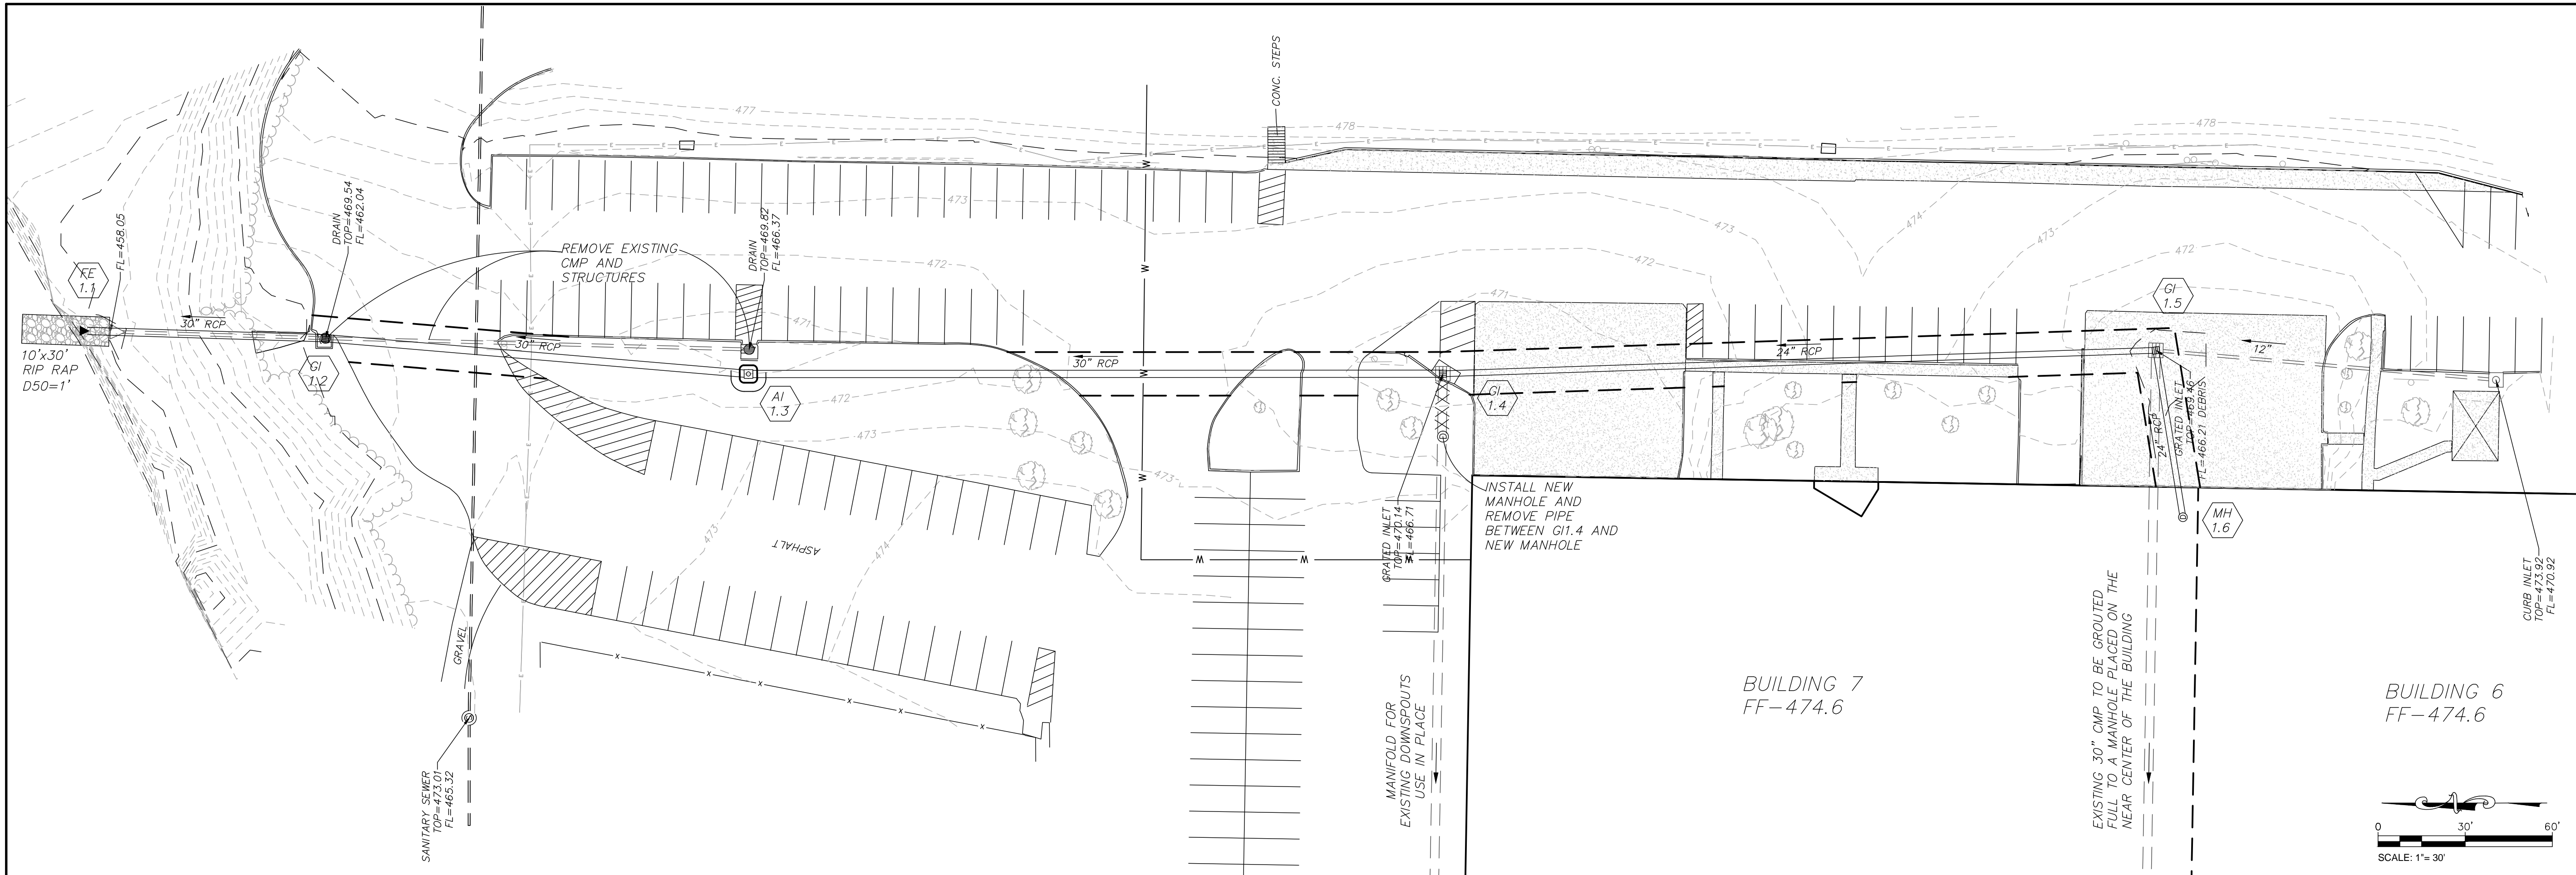 CONC. STEPS
477
478
478
473
473
474
473
472
472
472
471
471
472
473
473
473
474
DRAIN
TOP=469.54
FL=462.04
FL=458.05
FE
1.1
30" RCP
10'x30'
RIP RAP
D50=1'
GI
1.2
REMOVE EXISTING
CMP AND
STRUCTURES
DRAIN
TOP=469.82
FL=466.37
30" RCP
AI
1.3
30" RCP
GI
1.4
24" RCP
GI
1.5
12"
24" RCP
GRATED INLET
TOP=469.46
FL=466.21 DEBRIS
MH
1.6
GRATED INLET
TOP=470.14
FL=466.71
INSTALL NEW
MANHOLE AND
REMOVE PIPE
BETWEEN GI1.4 AND
NEW MANHOLE
ASPHALT
GRAVEL
SANITARY SEWER
TOP=473.01
FL=465.32
MANIFOLD FOR
EXISTING DOWNSPOUTS
USE IN PLACE
BUILDING 7
FF-474.6
EXISTING 30" CMP TO BE GROUTED
FULL TO A MANHOLE PLACED ON THE
NEAR CENTER OF THE BUILDING
BUILDING 6
FF-474.6
CURB INLET
TOP=473.92
FL=470.92
E E E E E E E E E E E E E E E E
W W W W W W
x x x x x
0 30' 60'
SCALE: 1"= 30'